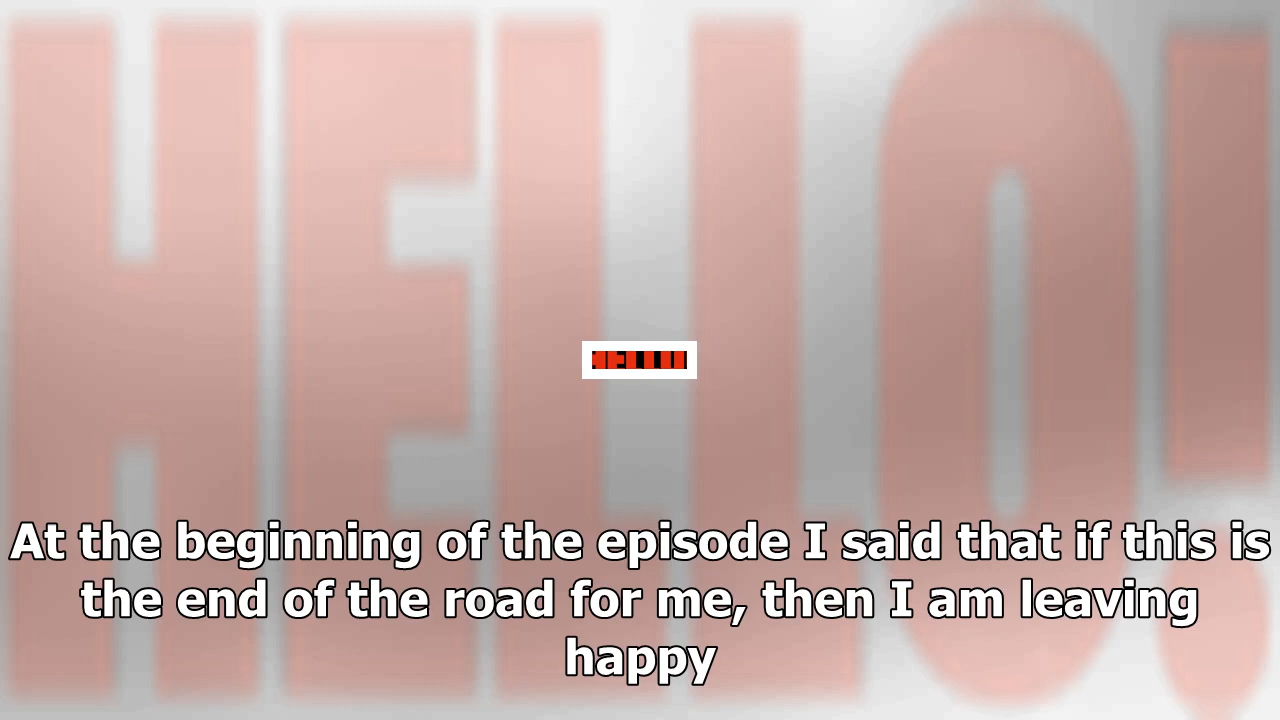 HELLO!
At the beginning of the episode I said that if this is
the end of the road for me, then I am leaving
happy